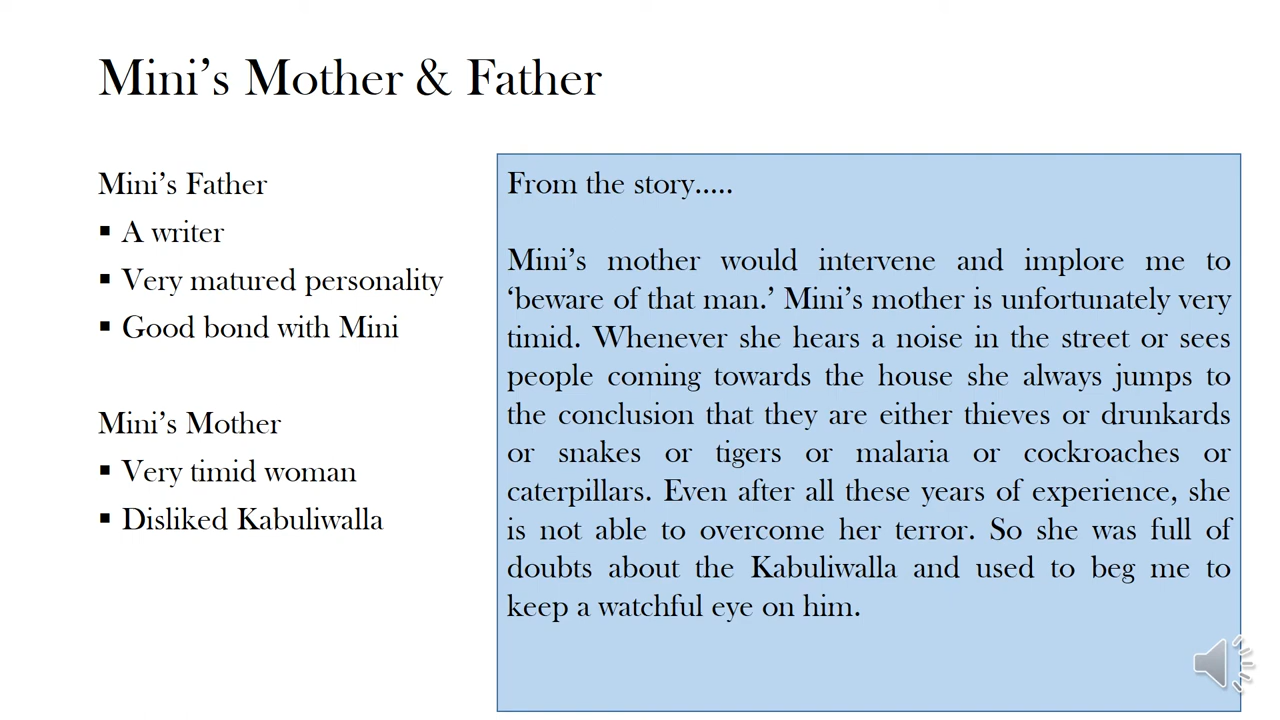 Mini’s Mother & Father
Mini’s Father
▪ A writer
▪ Very matured personality
▪ Good bond with Mini
Mini’s Mother
▪ Very timid woman
▪ Disliked Kabuliwalla
From the story.....
Mini’s mother would intervene and implore me to
‘beware of that man.’ Mini’s mother is unfortunately very
timid. Whenever she hears a noise in the street or sees
people coming towards the house she always jumps to
the conclusion that they are either thieves or drunkards
or snakes or tigers or malaria or cockroaches or
caterpillars. Even after all these years of experience, she
is not able to overcome her terror. So she was full of
doubts about the Kabuliwalla and used to beg me to
keep a watchful eye on him.